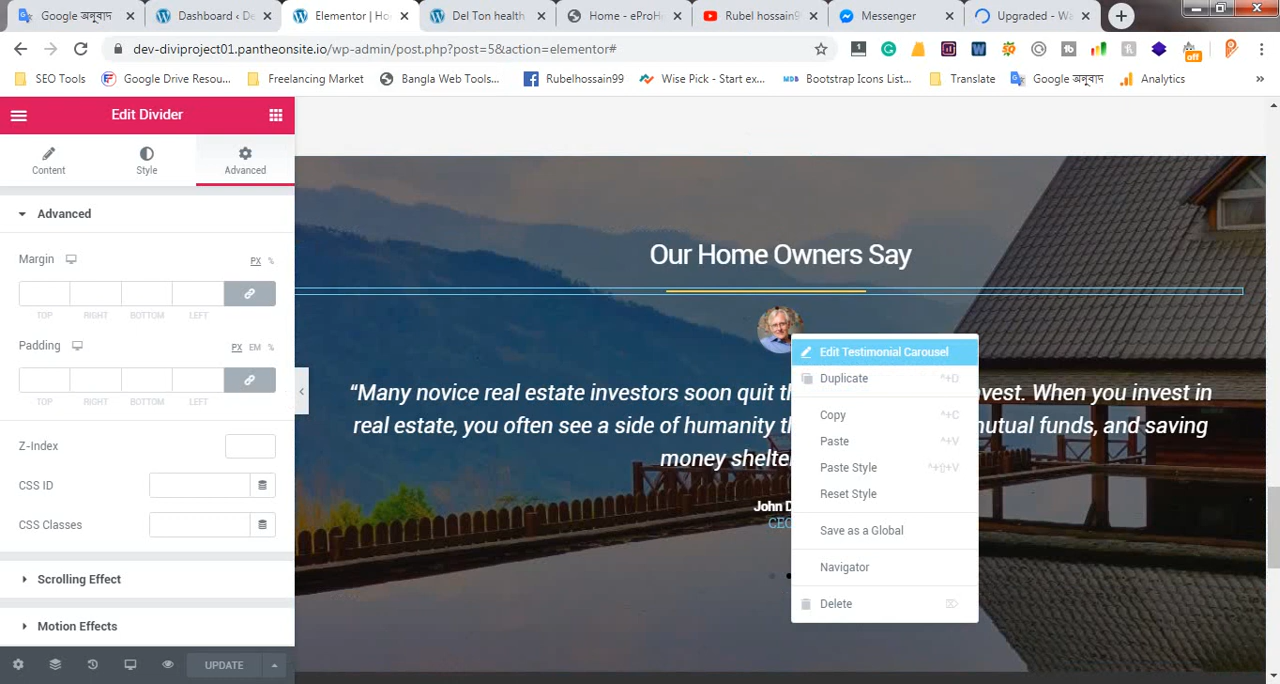 Google অনুবাদ
Dashboard ‹ De
Elementor | Ho
Del Ton health
Home - eProHo
Rubel hossain9
Messenger
Upgraded - Wa
dev-diviproject01.pantheonsite.io/wp-admin/post.php?post=5&action=elementor#
off
SEO Tools
Google Drive Resou...
Freelancing Market
Bangla Web Tools...
Rubelhossain99
Wise Pick - Start ex...
MDB Bootstrap Icons List...
Translate
Google অনুবাদ
Analytics
»
Edit Divider
Content
Style
Advanced
Advanced
Margin
PX %
TOP RIGHT BOTTOM LEFT
Padding
PX EM %
TOP RIGHT BOTTOM LEFT
Z-Index
CSS ID
CSS Classes
Scrolling Effect
Motion Effects
UPDATE
Our Home Owners Say
“Many novice real estate investors soon quit th
vest. When you invest in
real estate, you often see a side of humanity th
mutual funds, and saving
money shelte
John D
CEO
Edit Testimonial Carousel
Duplicate ^+D
Copy ^+C
Paste ^+V
Paste Style
Reset Style
Save as a Global
Navigator
Delete